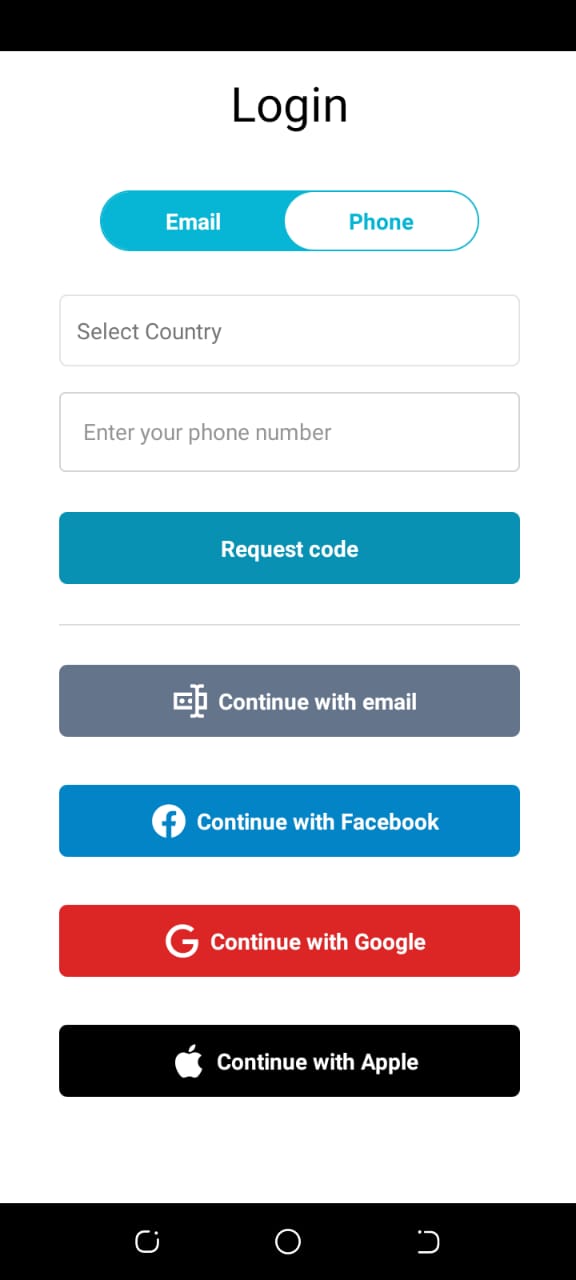 Login
Email
Phone
Select Country
Enter your phone number
Request code
Continue with email
Continue with Facebook
Continue with Google
Continue with Apple